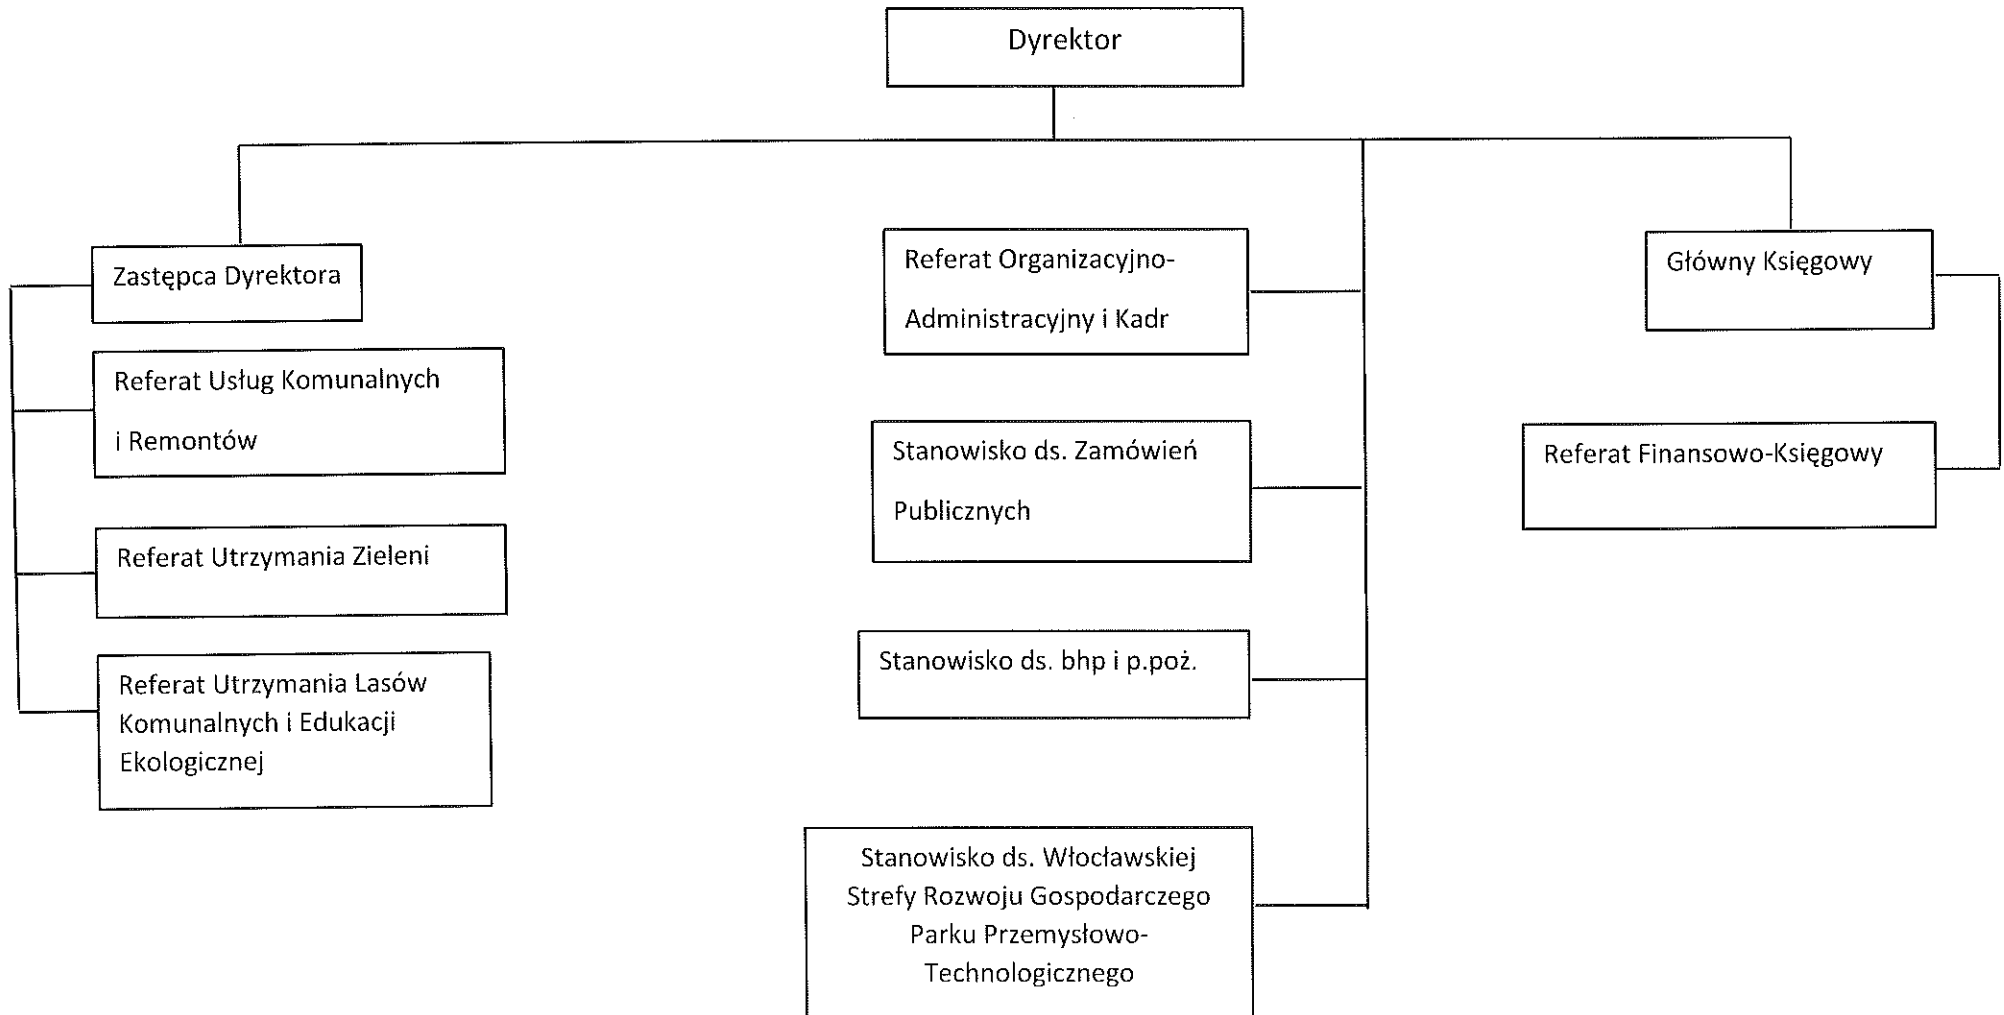 Dyrektor
Zastępca Dyrektora
Referat Usług Komunalnych
i Remontów
Referat Utrzymania Zieleni
Referat Utrzymania Lasów
Komunalnych i Edukacji
Ekologicznej
Referat Organizacyjno-
Administracyjny i Kadr
Stanowisko ds. Zamówień
Publicznych
Stanowisko ds. bhp i p.poż.
Stanowisko ds. Włocławskiej
Strefy Rozwoju Gospodarczego
Parku Przemysłowo-
Technologicznego
Główny Księgowy
Referat Finansowo-Księgowy